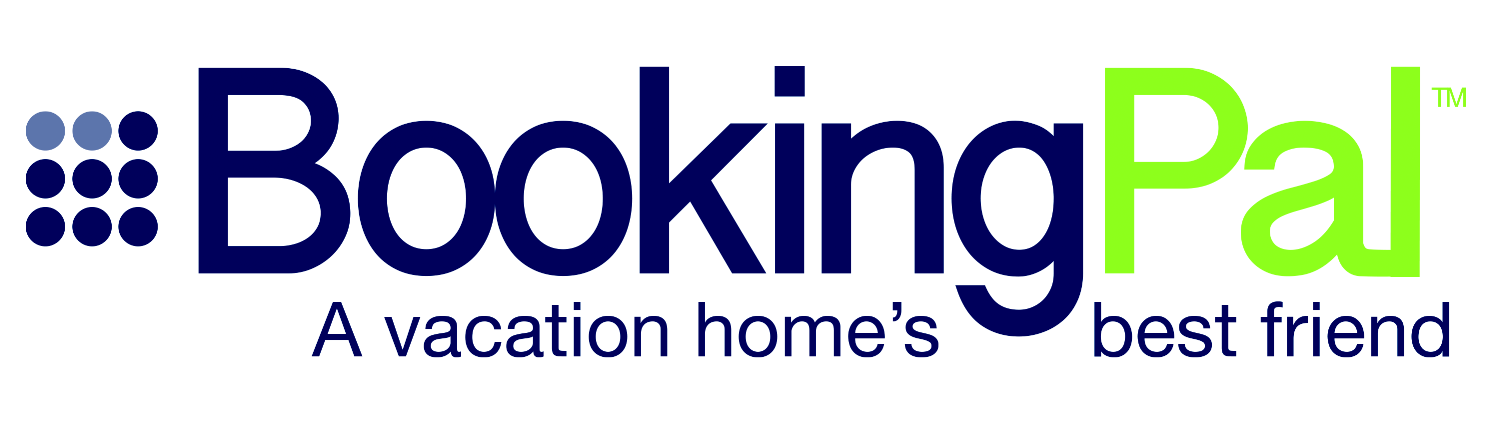 BookingPal™
A vacation home’s best friend